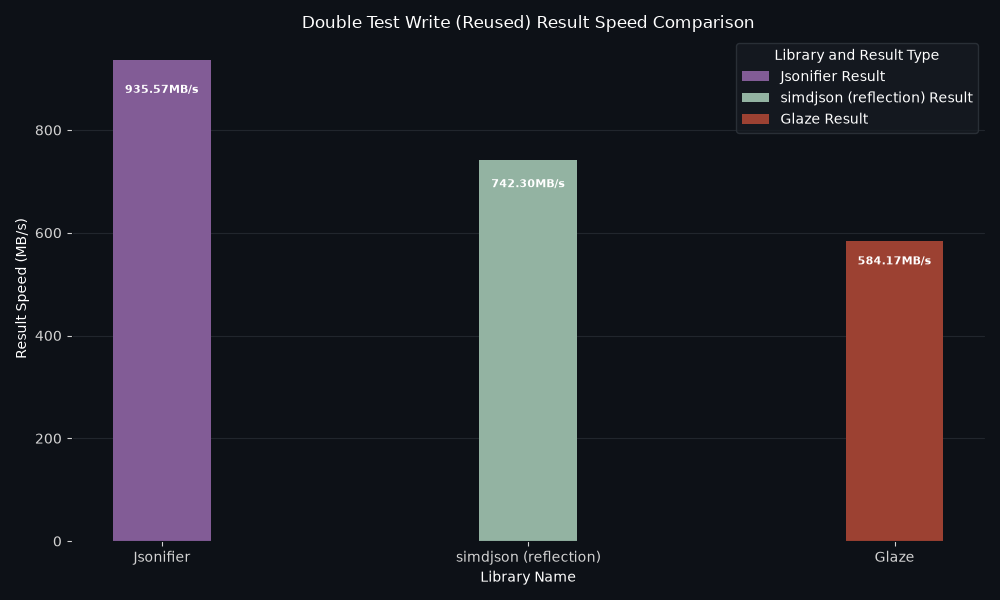 Double Test Write (Reused) Result Speed Comparison
Library and Result Type
Jsonifier Result
simdjson (reflection) Result
Glaze Result
935.57MB/s
742.30MB/s
584.17MB/s
Result Speed (MB/s)
800
600
400
200
0
Jsonifier
simdjson (reflection)
Glaze
Library Name